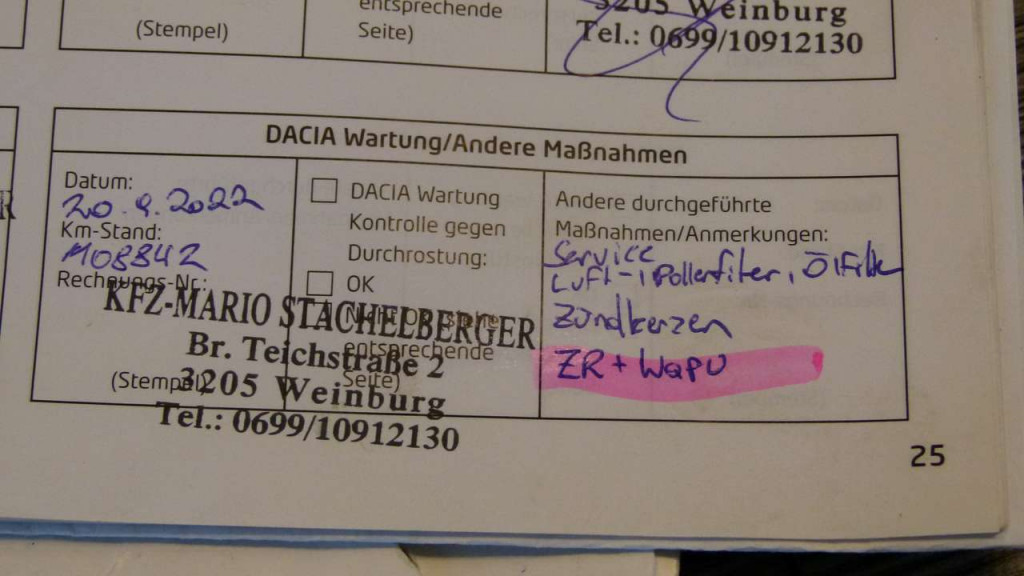 entsprechende
(Stempel)
Seite)
3205 Weinburg
Tel.: 0699/10912130
DACIA Wartung/Andere Maßnahmen
Datum:
20.9.2022
Km-Stand:
Rechnungs-Nr.:
DACIA Wartung
Kontrolle gegen
Durchrostung:
OK
entsprechende
Seite)
(Stempel)
KFZ-MARIO STACHELBERGER
Br. Teichstraße 2
3205 Weinburg
Tel.: 0699/10912130
Andere durchgeführte
Maßnahmen/Anmerkungen:
Service
Luft-, Pollenfilter, Ölfilter
Zündkerzen
ZR + WAPU
25